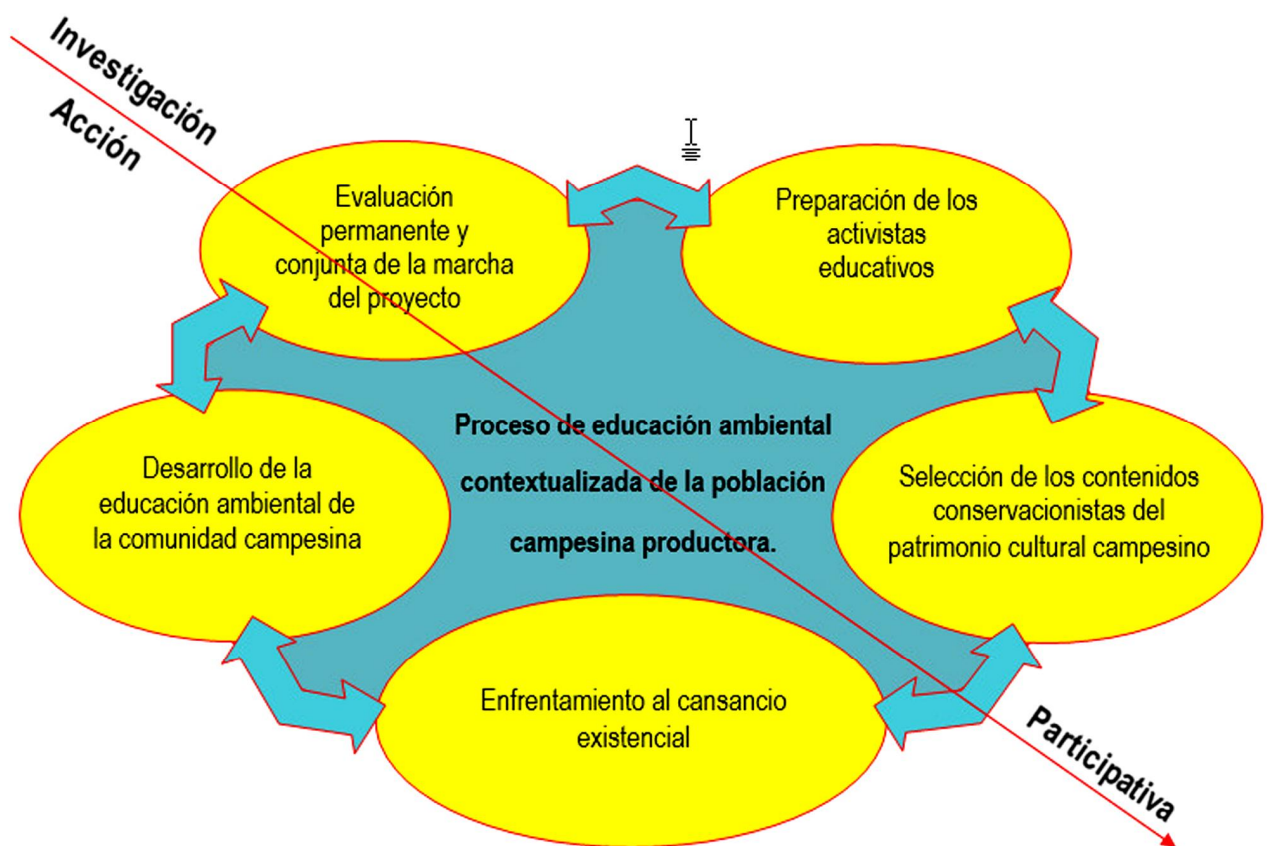 Investigación
Acción
Evaluación
permanente y
conjunta de la marcha
del proyecto
Preparación de los
activistas
educativos
Proceso de educación ambiental
contextualizada de la población
campesina productora.
Desarrollo de la
educación ambiental de
la comunidad campesina
Selección de los contenidos
conservacionistas del
patrimonio cultural campesino
Enfrentamiento al cansancio
existencial
Participativa